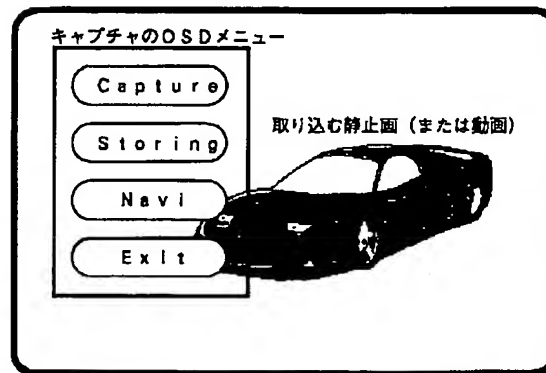 キャプチャのOSDメニュー
Capture
Storing
Navi
Exit
取り込む静止画(または動画)